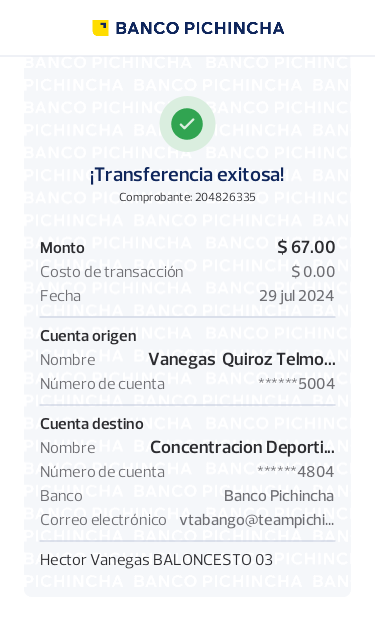 BANCO PICHINCHA
¡Transferencia exitosa!
Comprobante: 204826335
Monto $ 67.00
Costo de transacción $ 0.00
Fecha 29 jul 2024
Cuenta origen
Nombre Vanegas Quiroz Telmo...
Número de cuenta ******5004
Cuenta destino
Nombre Concentracion Deporti...
Número de cuenta ******4804
Banco Banco Pichincha
Correo electrónico vtabango@teampichi...
Hector Vanegas BALONCESTO 03